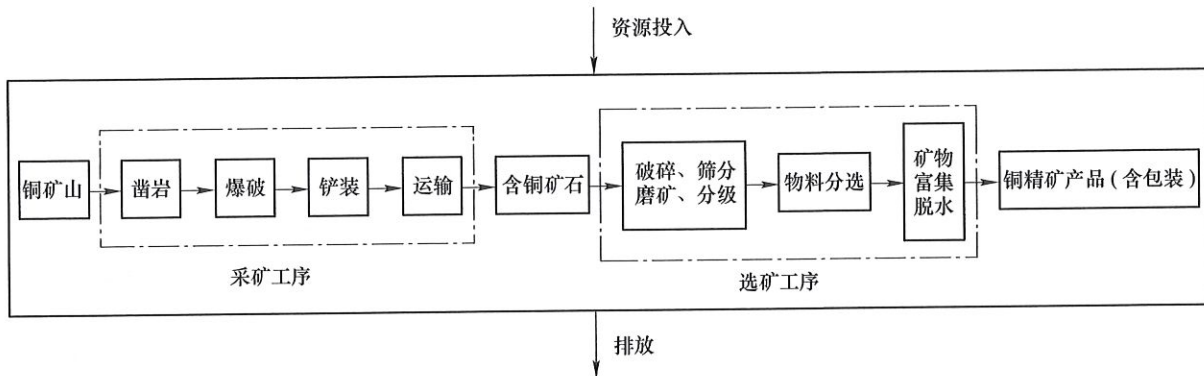 资源投入
铜矿山
凿岩
爆破
铲装
运输
含铜矿石
破碎、筛分
磨矿、分级
物料分选
矿物
富集
脱水
铜精矿产品(含包装)
采矿工序
选矿工序
排放